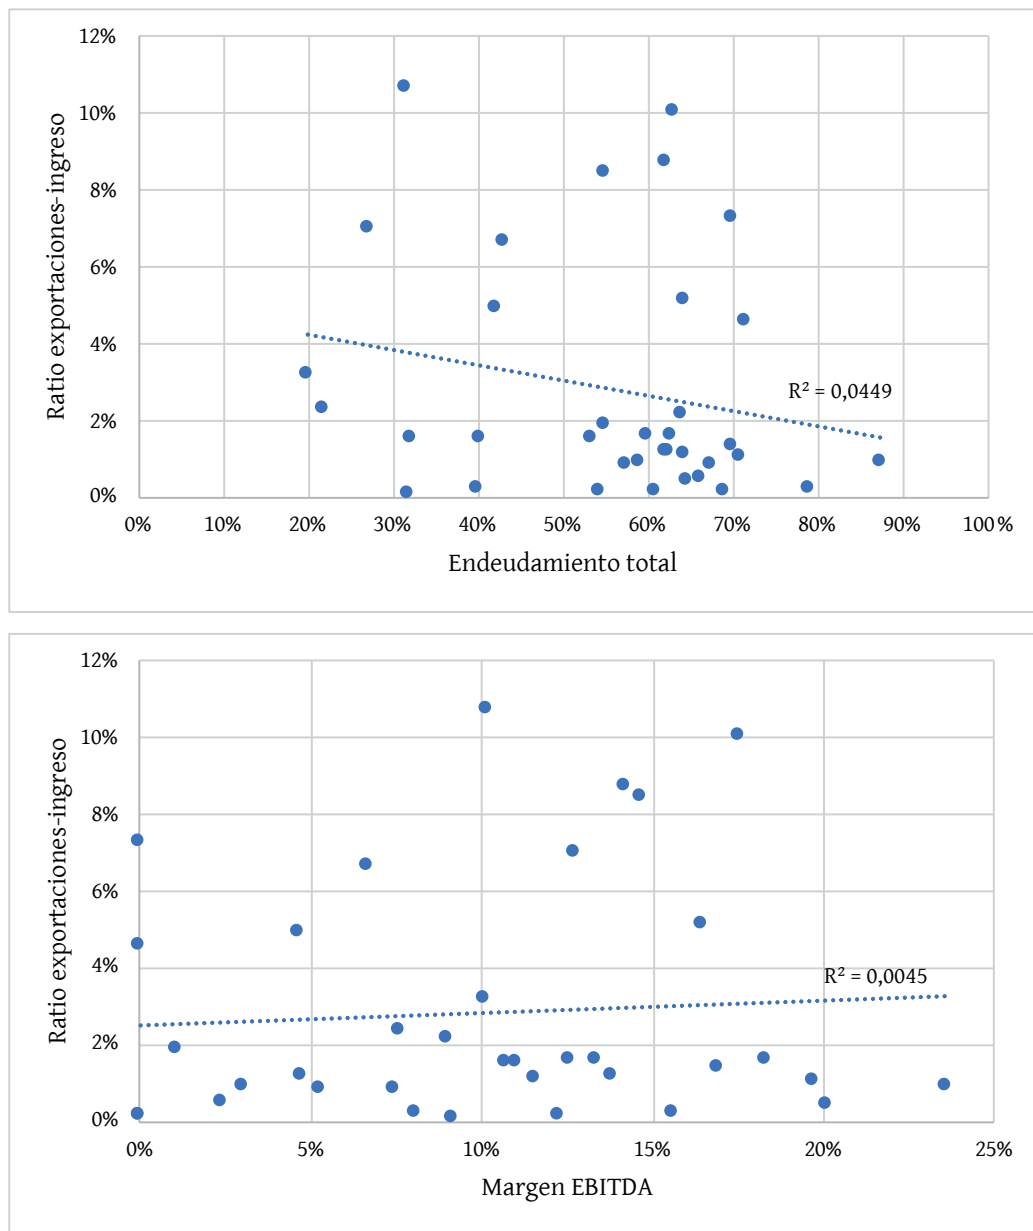 12%
10%
8%
6%
4%
2%
0%
Ratio exportaciones-ingreso
R² = 0,0449
0% 10% 20% 30% 40% 50% 60% 70% 80% 90% 100%
Endeudamiento total
12%
10%
8%
6%
4%
2%
0%
Ratio exportaciones-ingreso
R² = 0,0045
0% 5% 10% 15% 20% 25%
Margen EBITDA